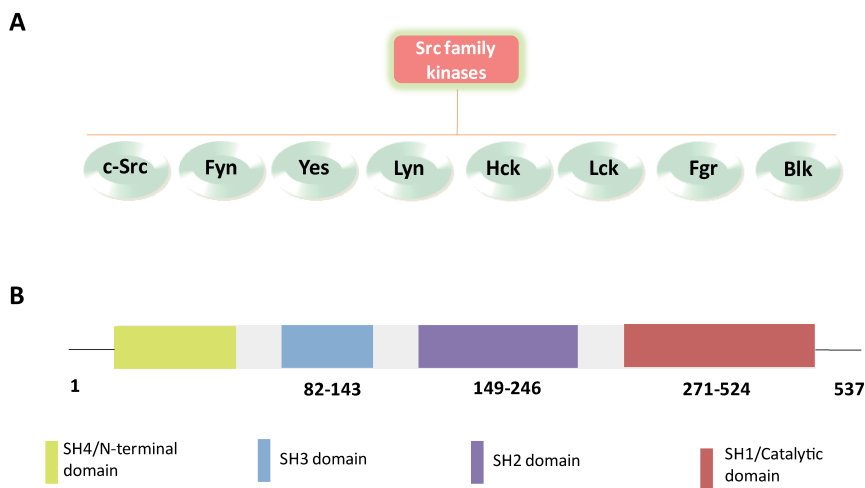 A
Src family
kinases
c-Src Fyn Yes Lyn Hck Lck Fgr Blk
B
1 82-143 149-246 271-524 537
SH4/N-terminal
domain
SH3 domain
SH2 domain
SH1/Catalytic
domain